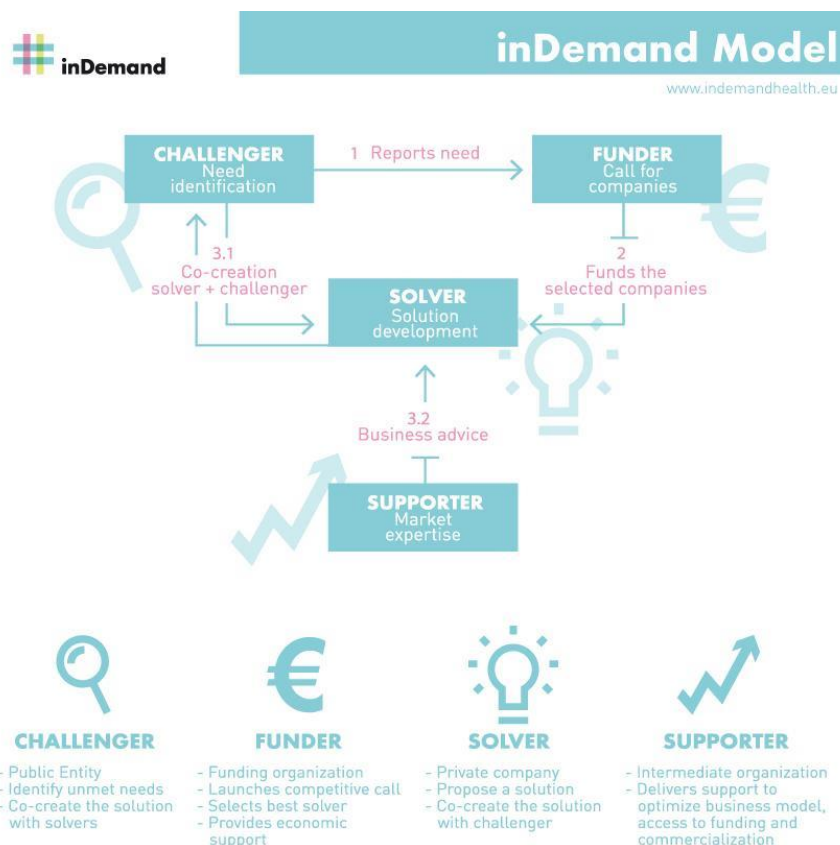 inDemand
inDemand Model
www.indemandhealth.eu
CHALLENGER
Need
identification
1 Reports need
FUNDER
Call for
companies
3.1
Co-creation
solver + challenger
2
Funds the
selected companies
SOLVER
Solution
development
3.2
Business advice
SUPPORTER
Market
expertise
€
€
CHALLENGER
- Public Entity
- Identify unmet needs
- Co-create the solution
with solvers
FUNDER
- Funding organization
- Launches competitive call
- Selects best solver
- Provides economic
support
SOLVER
- Private company
- Propose a solution
- Co-create the solution
with challenger
SUPPORTER
- Intermediate organization
- Delivers support to
optimize business model,
access to funding and
commercialization